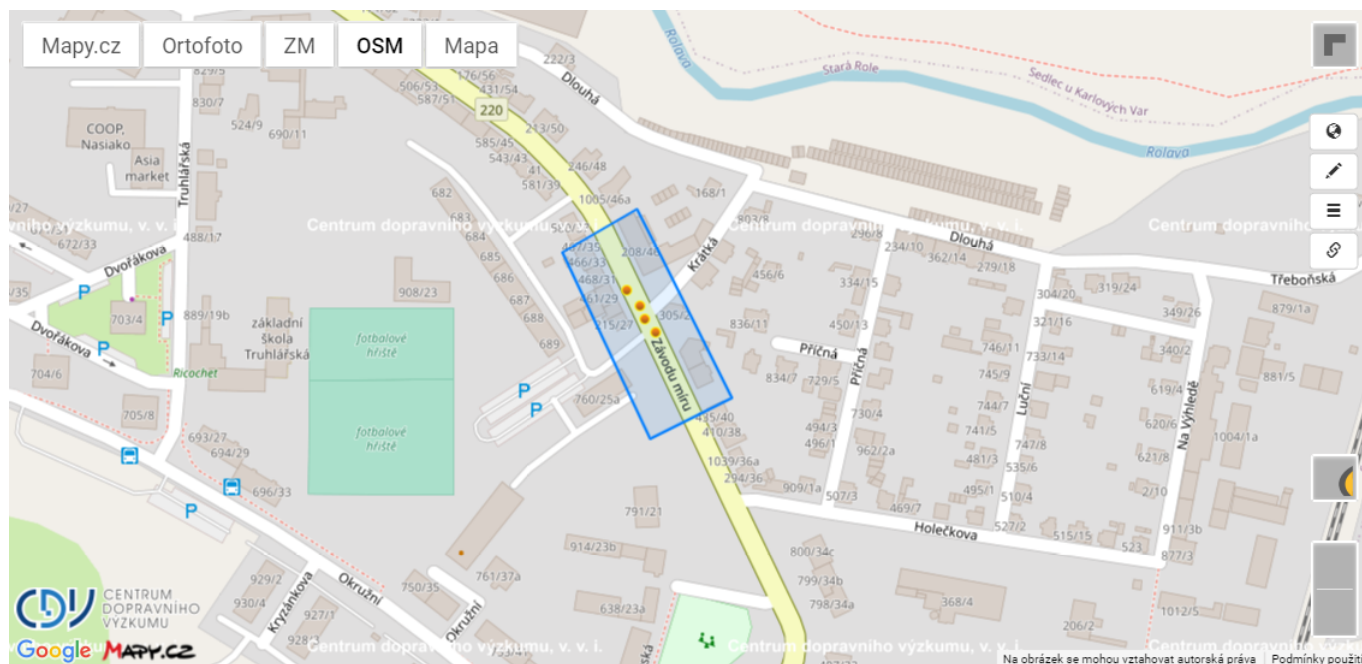 Mapy.cz
Ortofoto
ZM
OSM
Mapa
222/3
176/56
431/54
506/53
587/51
Dlouhá
Rolava
Stará Role
Sedlec u Karlových Var
Rolava
829/5
830/7
524/9
690/11
220
213/50
585/45
543/43
41
581/39
246/48
1005/46a
168/1
COOP,
Nasiako
Asia
market
Truhlářská
682
683
684
685
686
687
688
689
Centrum dopravního výzkumu, v. v. i.
803/8
Krátká
208/46
466/33
468/31
461/29
215/27
305/2
456/6
836/11
296/8
234/10
362/14
279/18
Dlouhá
Třeboňská
334/15
450/13
304/20
319/24
321/16
349/26
340/2
879/1a
881/5
672/33
488/17
Dvořákova
P
703/4
P
P
889/19b
základní
škola
Truhlářská
908/23
fotbalové
hřiště
fotbalové
hřiště
Dvořákova
Ricochet
704/6
705/8
693/27
694/29
696/33
P
P
P
760/25a
Závodu míru
435/40
410/38
1039/36a
294/36
Příčná
Příčná
834/7
729/5
730/4
494/3
496/1
962/2a
909/1a
507/3
469/7
746/11
745/9
744/7
741/5
481/3
495/1
Luční
733/14
747/8
535/6
510/4
527/2
515/15
523
Holečkova
Na Výhledě
619/4
620/6
621/8
2/10
1004/1a
911/3b
877/3
791/21
914/23b
761/37a
750/35
638/23a
800/34c
799/34b
798/34a
368/4
206/2
1012/5
929/2
930/4
927/1
928/3
Kryzánkova
Okružní
Okružní
Centrum dopravního výzkumu, v. v. i.
CDV
CENTRUM
DOPRAVNÍHO
VÝZKUMU
Google
MAPY.CZ
Na obrázek se mohou vztahovat autorská práva
Podmínky použití